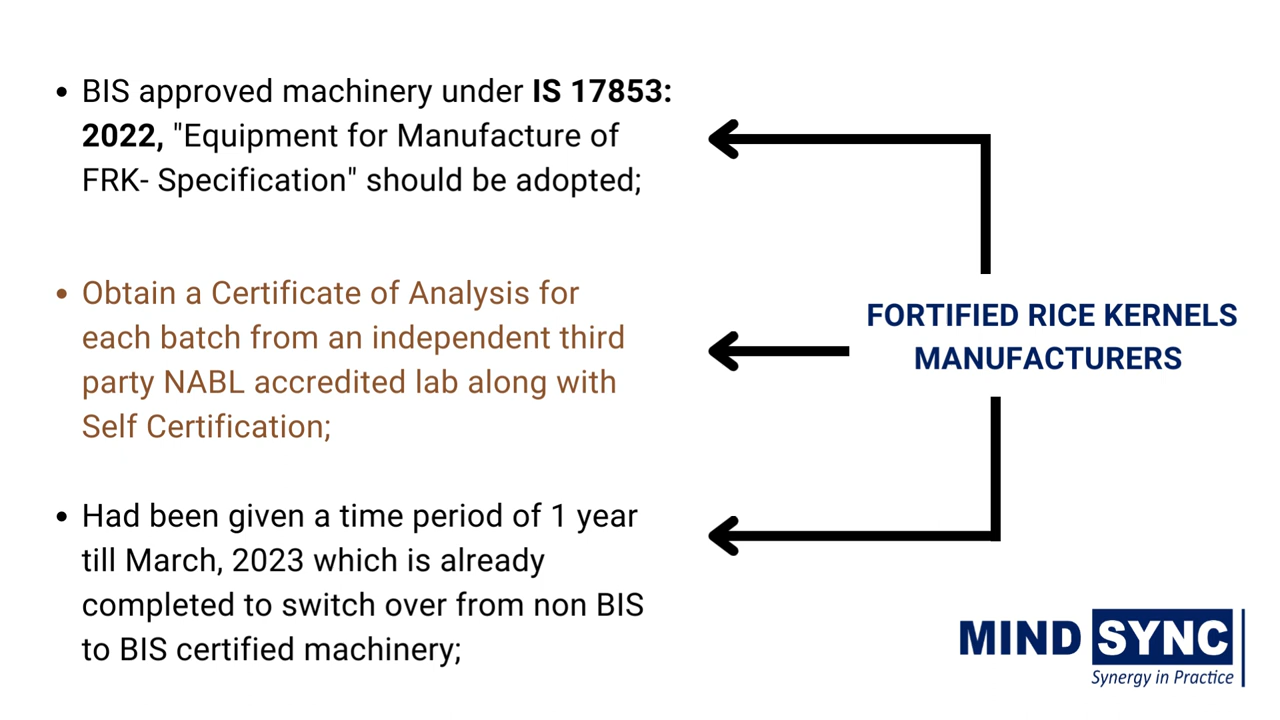 • BIS approved machinery under IS 17853:
2022, "Equipment for Manufacture of
FRK- Specification" should be adopted;
• Obtain a Certificate of Analysis for
each batch from an independent third
party NABL accredited lab along with
Self Certification;
• Had been given a time period of 1 year
till March, 2023 which is already
completed to switch over from non BIS
to BIS certified machinery;
FORTIFIED RICE KERNELS
MANUFACTURERS
MIND SYNC
Synergy in Practice